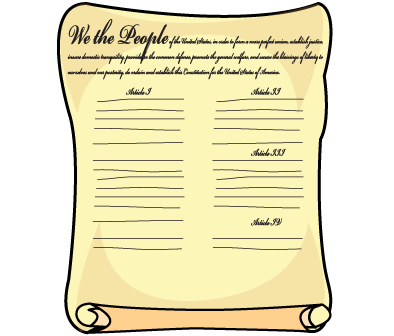 We the People of the United States, in order to form a more perfect union, establish justice,
insure domestic tranquility, provide for the common defense, promote the general welfare, and secure the blessings of liberty to
ourselves and our posterity, do ordain and establish this Constitution for the United States of America.
Article I
Article II
Article III
Article IV